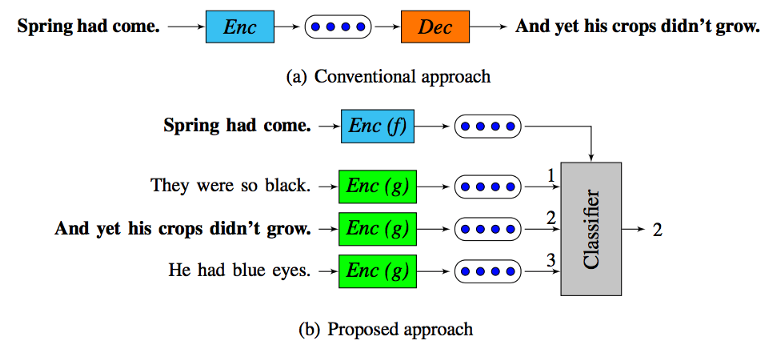 Spring had come. Enc Dec And yet his crops didn't grow.
(a) Conventional approach
Spring had come. Enc (f)
They were so black. Enc (g) 1
And yet his crops didn't grow. Enc (g) 2 Classifier 2
He had blue eyes. Enc (g) 3
(b) Proposed approach